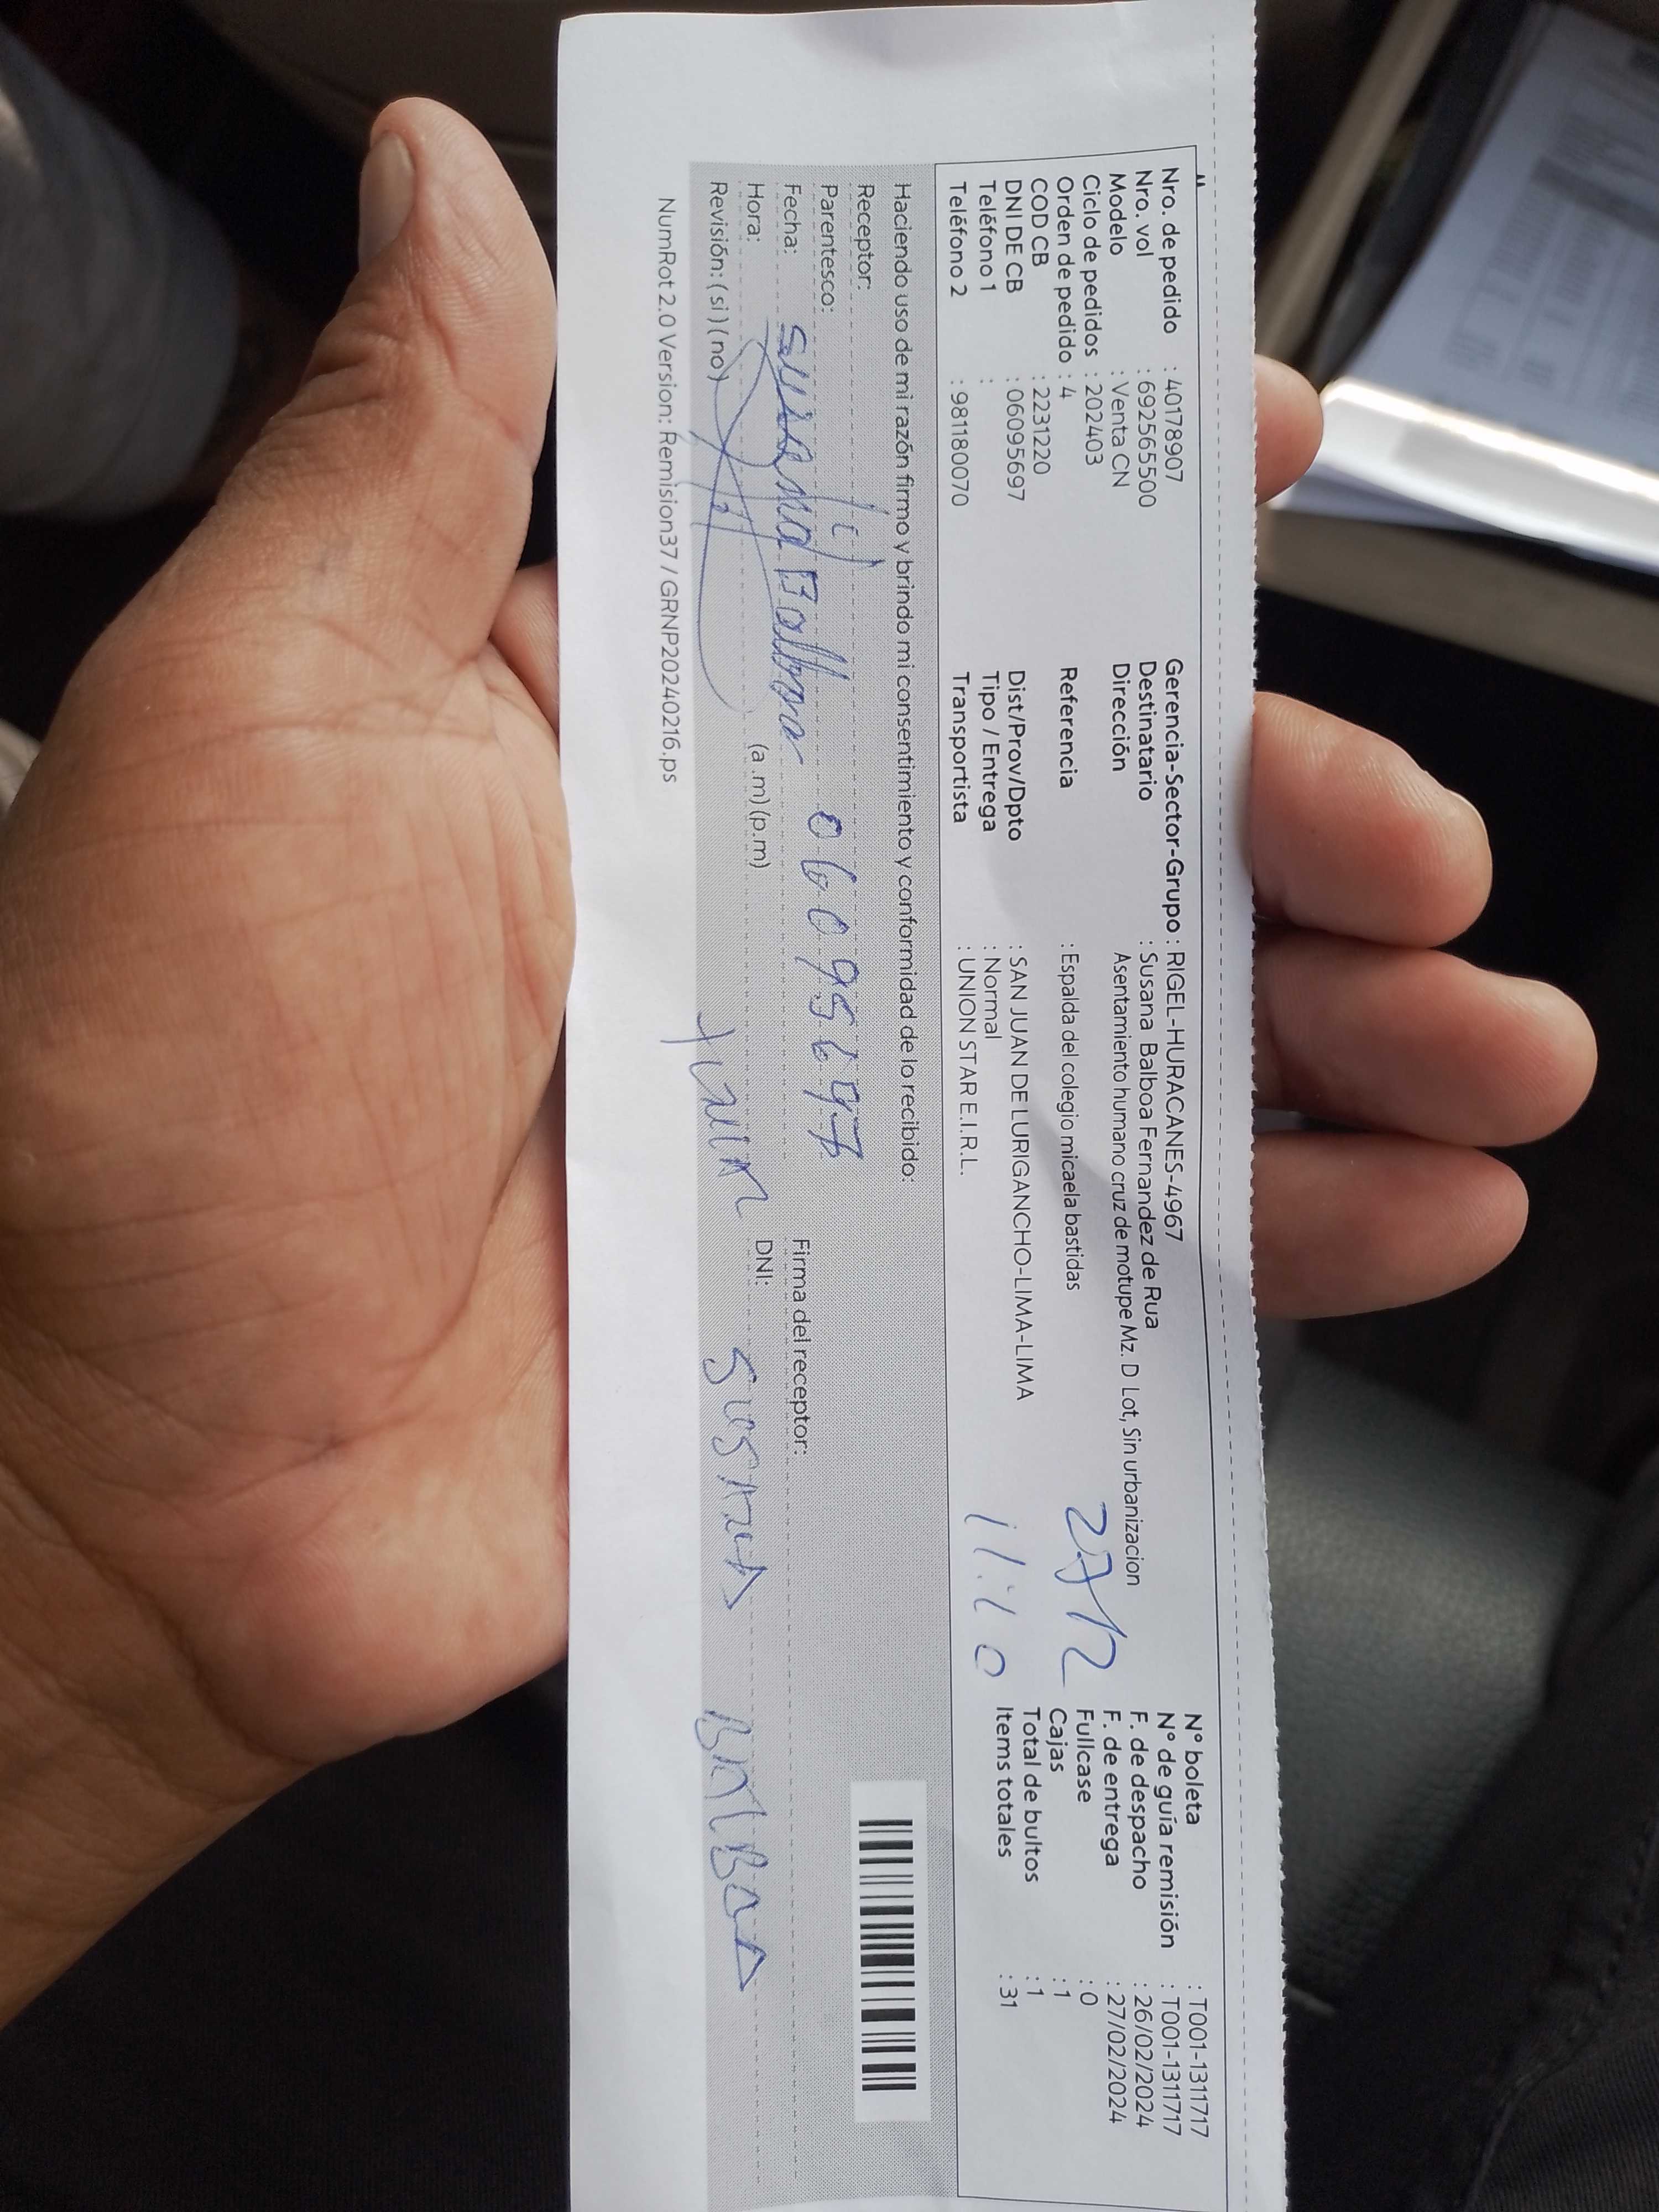 Nro. de pedido : 40178907
Nro. vol : 692565500
Modelo : Venta CN
Ciclo de pedidos : 202403
Orden de pedido : 4
COD CB : 2231220
DNI DE CB : 06095697
Teléfono 1 :
Teléfono 2 : 981180070
Gerencia-Sector-Grupo : RIGEL-HURACANES-4967
Destinatario : Susana Balboa Fernandez de Rua
Dirección Asentamiento humano cruz de motupe Mz. D Lot, Sin urbanizacion
Referencia : Espalda del colegio micaela bastidas
Dist/Prov/Dpto : SAN JUAN DE LURIGANCHO-LIMA-LIMA
Tipo / Entrega : Normal
Transportista : UNION STAR E.I.R.L.
11:10
N° boleta : T001-1311717
N° de guía remisión : T001-1311717
F. de despacho : 26/02/2024
F. de entrega : 27/02/2024
Fullcase : 0
Cajas : 1
Total de bultos : 1
Items totales : 31
Haciendo uso de mi razón firmo y brindo mi consentimiento y conformidad de lo recibido:
Receptor:
Parentesco: 06095697
Fecha: Susana Balboa
Firma del receptor:
Hora: (a.m) (p.m)
DNI:
Revisión: ( si ) ( no )
Susana Balboa
NumRot 2.0 Version: Remision37 / GRNP20240216.ps